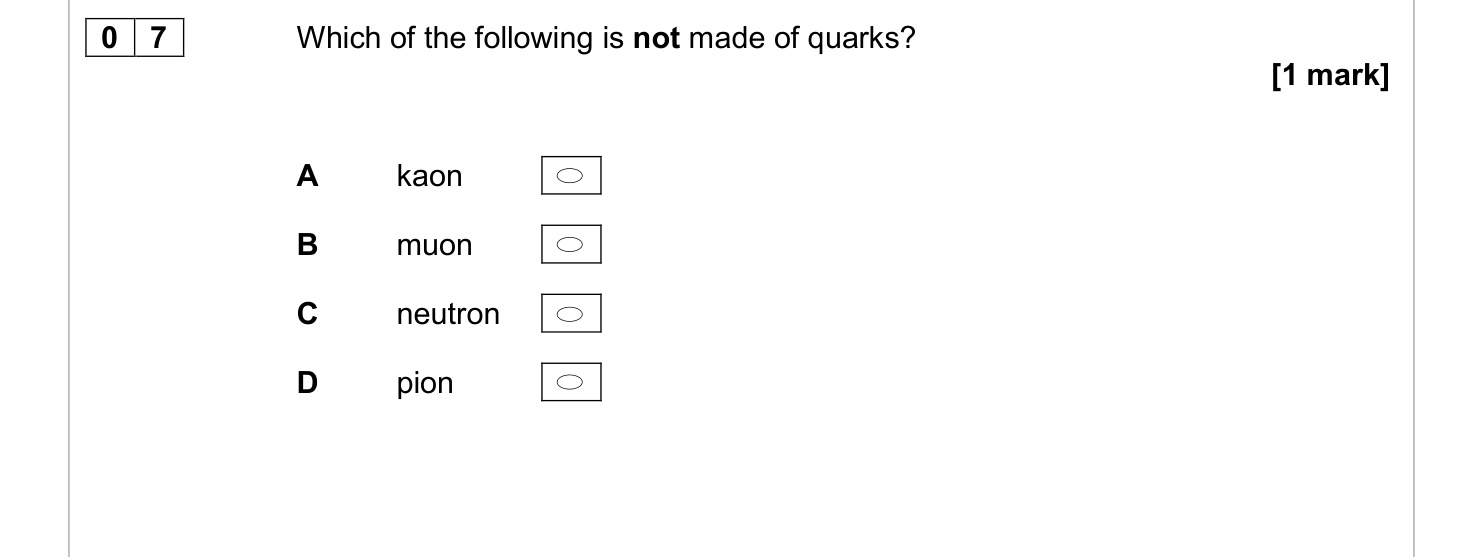 0 7 Which of the following is not made of quarks?
[1 mark]
A kaon
B muon
C neutron
D pion